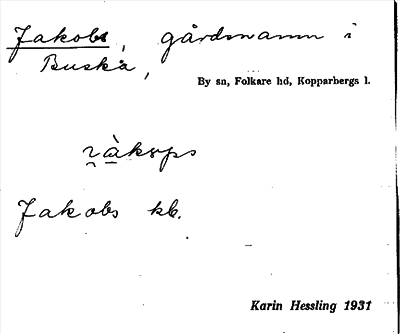 Jakobs, gårdsnamn i
Buskå,
By sn, Folkare hd, Kopparbergs l.
Jakobs kb.
Karin Hessling 1931